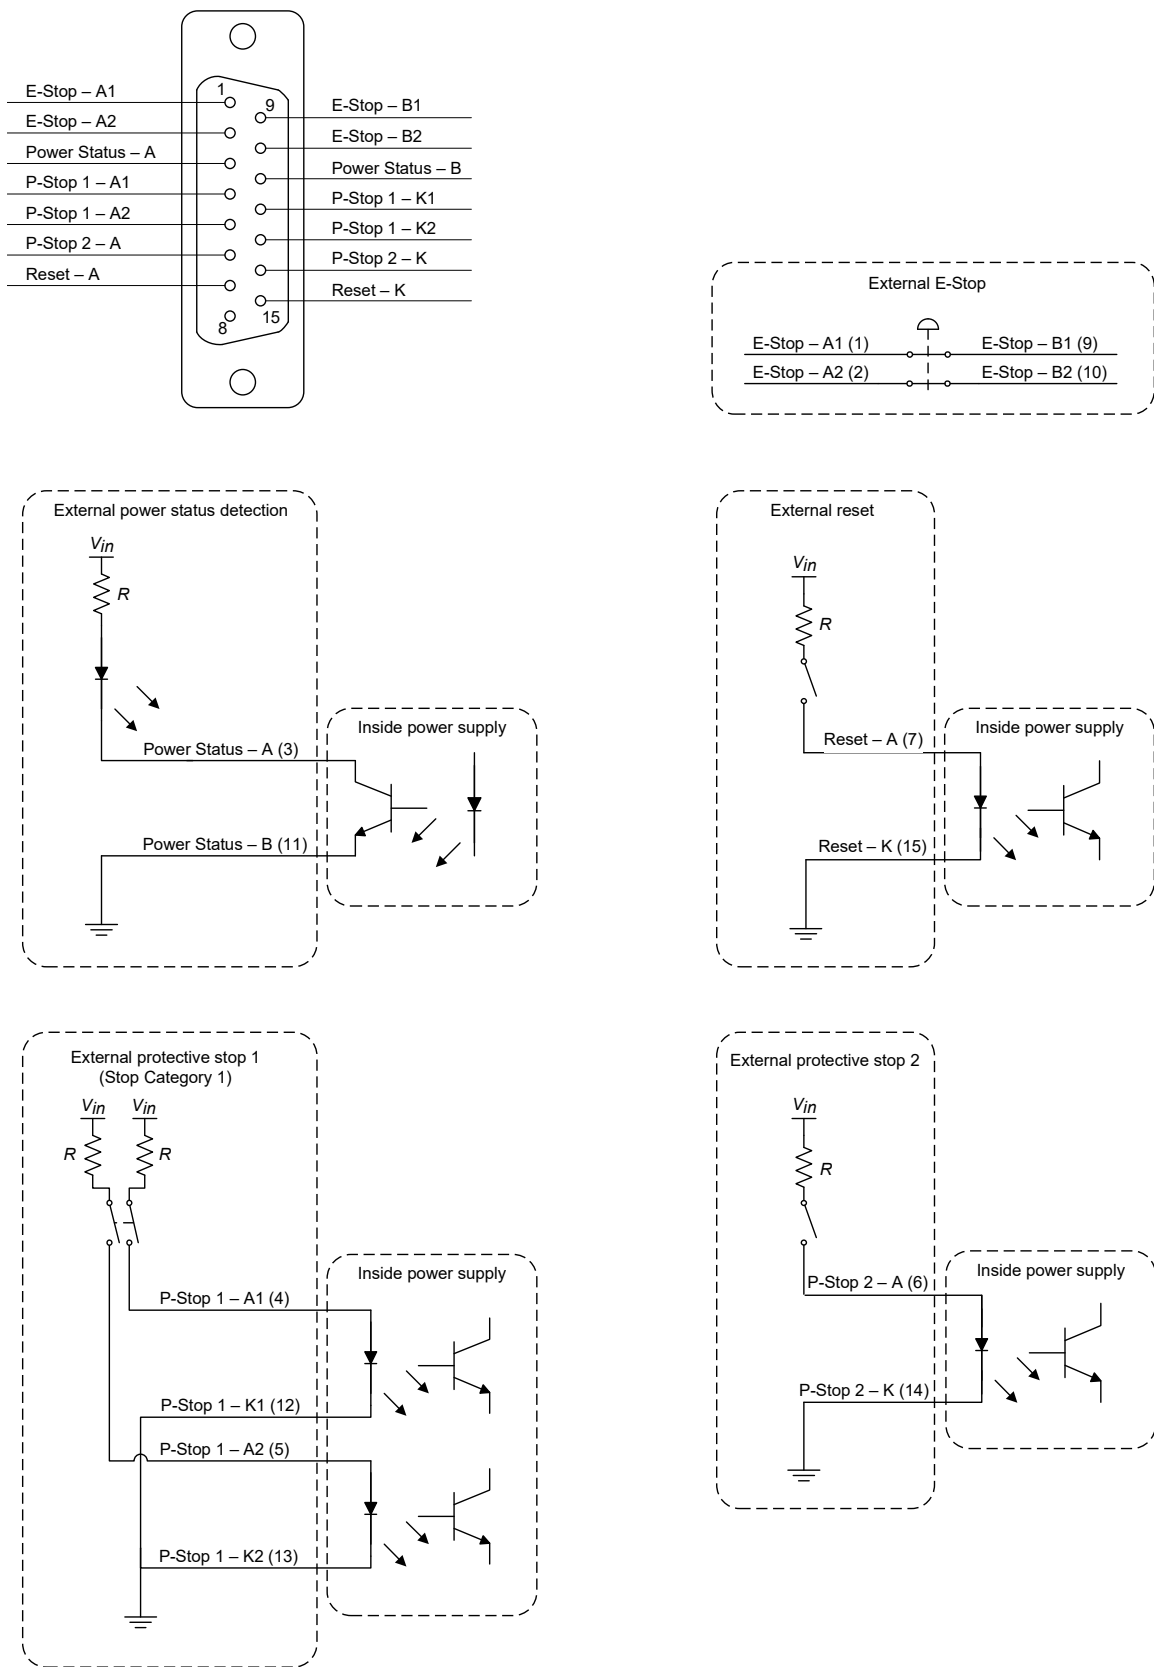 1
E-Stop – A1
E-Stop – A2
Power Status – A
P-Stop 1 – A1
P-Stop 1 – A2
P-Stop 2 – A
Reset – A
8
9
E-Stop – B1
E-Stop – B2
Power Status – B
P-Stop 1 – K1
P-Stop 1 – K2
P-Stop 2 – K
Reset – K
15
External E-Stop
E-Stop – A1 (1)
E-Stop – B1 (9)
E-Stop – A2 (2)
E-Stop – B2 (10)
External power status detection
Vin
R
Inside power supply
Power Status – A (3)
Power Status – B (11)
External reset
Vin
R
Inside power supply
Reset – A (7)
Reset – K (15)
External protective stop 1
(Stop Category 1)
Vin
Vin
R
R
Inside power supply
P-Stop 1 – A1 (4)
P-Stop 1 – K1 (12)
P-Stop 1 – A2 (5)
P-Stop 1 – K2 (13)
External protective stop 2
Vin
R
Inside power supply
P-Stop 2 – A (6)
P-Stop 2 – K (14)